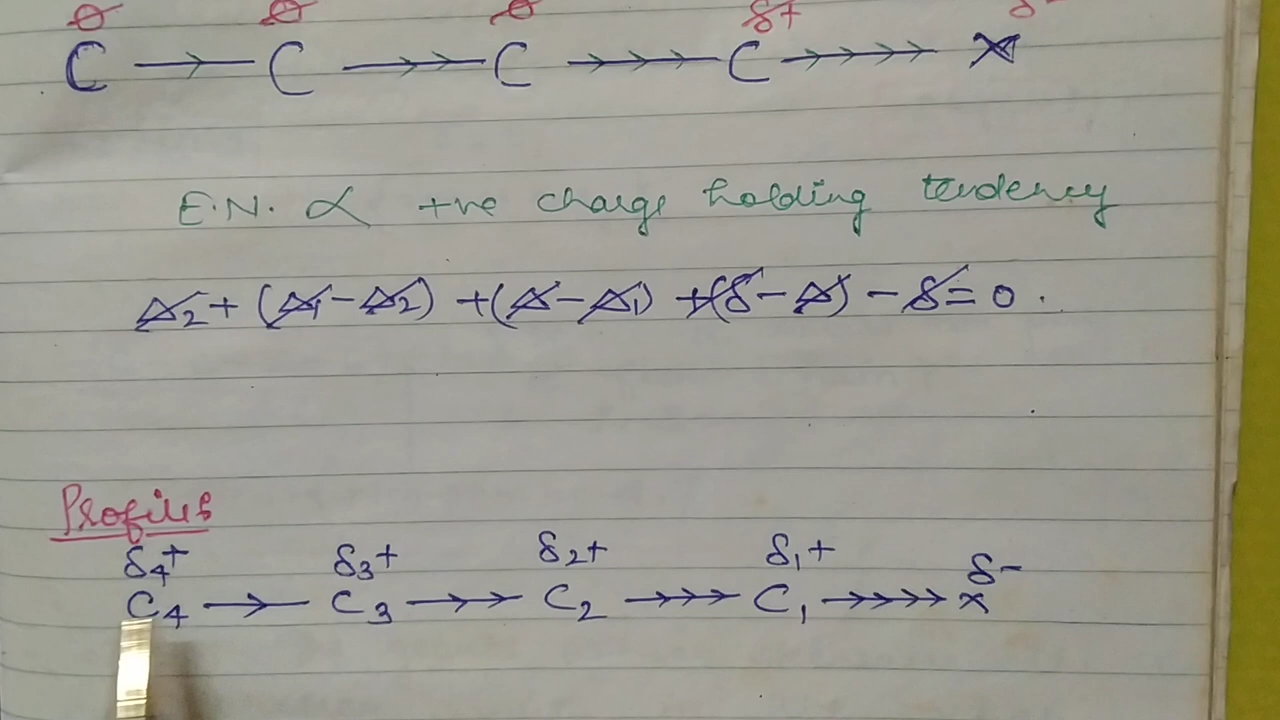 δ+ δ-
C → C →→ C →→→ C →→→→ X
E.N. ∝ +ve charge holding tendency
Δ2 + (Δ1 - Δ2) + (Δ - Δ1) + (δ - Δ) - δ = 0.
Profiles
δ4+ δ3+ δ2+ δ1+ δ-
C4 → C3 →→ C2 →→→ C1 →→→→ X